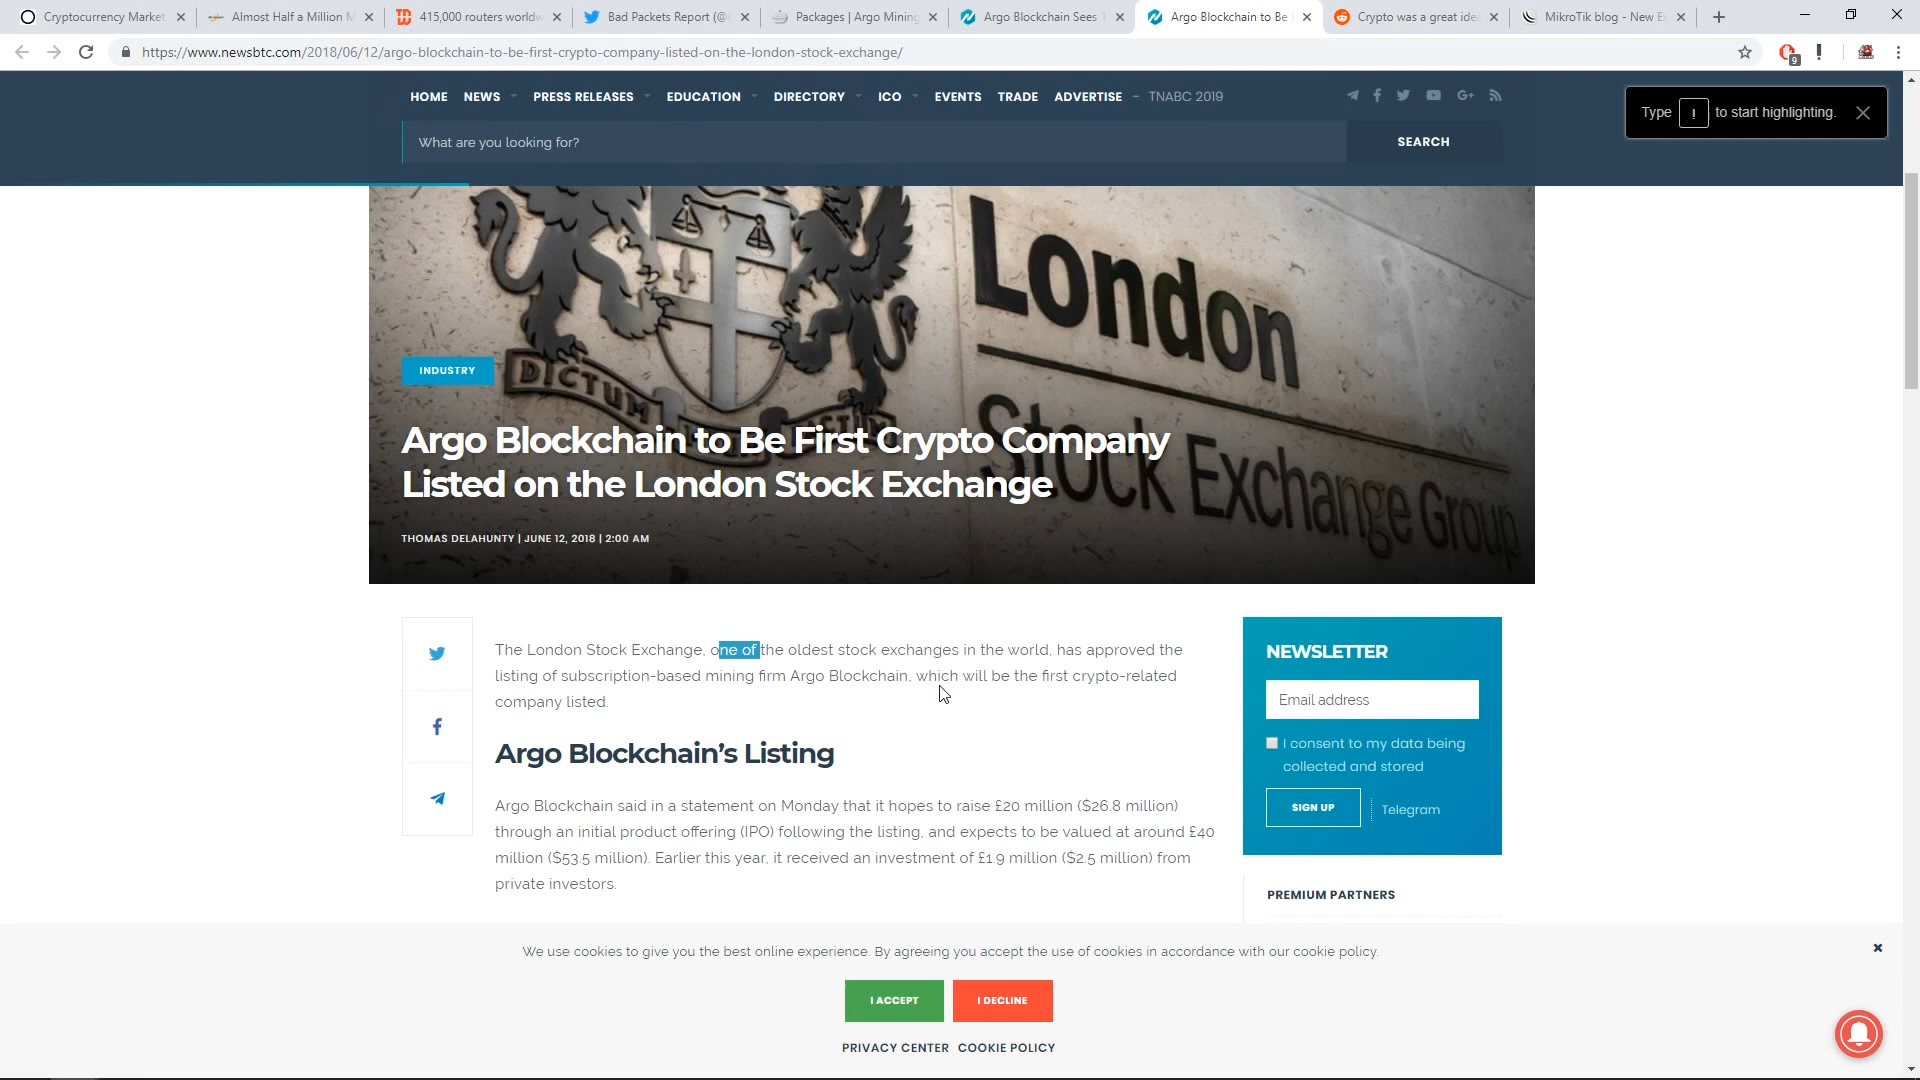 Cryptocurrency Market
Almost Half a Million M
415,000 routers worldw
Bad Packets Report (@b
Packages | Argo Mining
Argo Blockchain Sees T
Argo Blockchain to Be F
Crypto was a great idea
MikroTik blog - New E
https://www.newsbtc.com/2018/06/12/argo-blockchain-to-be-first-crypto-company-listed-on-the-london-stock-exchange/
9
HOME NEWS PRESS RELEASES EDUCATION DIRECTORY ICO EVENTS TRADE ADVERTISE – TNABC 2019
Type ! to start highlighting.
What are you looking for?
SEARCH
London
Stock Exchange Group
DICTUM
INDUSTRY
Argo Blockchain to Be First Crypto Company
Listed on the London Stock Exchange
THOMAS DELAHUNTY | JUNE 12, 2018 | 2:00 AM
The London Stock Exchange, one of the oldest stock exchanges in the world, has approved the
listing of subscription-based mining firm Argo Blockchain, which will be the first crypto-related
company listed.
Argo Blockchain’s Listing
Argo Blockchain said in a statement on Monday that it hopes to raise £20 million ($26.8 million)
through an initial product offering (IPO) following the listing, and expects to be valued at around £40
million ($53.5 million). Earlier this year, it received an investment of £1.9 million ($2.5 million) from
private investors.
NEWSLETTER
Email address
I consent to my data being
collected and stored
SIGN UP
Telegram
PREMIUM PARTNERS
We use cookies to give you the best online experience. By agreeing you accept the use of cookies in accordance with our cookie policy.
I ACCEPT
I DECLINE
PRIVACY CENTER COOKIE POLICY